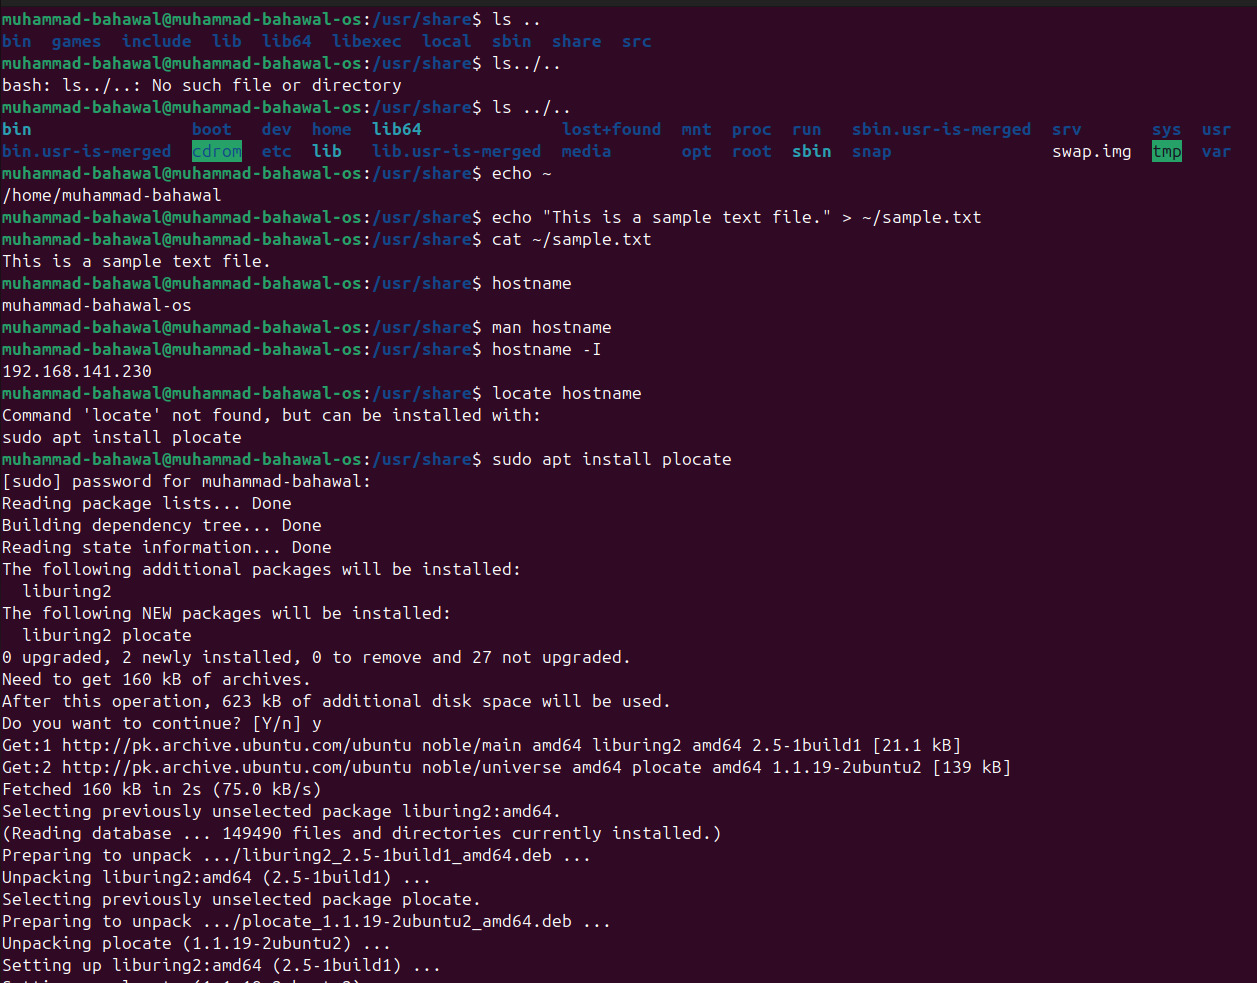 muhammad-bahawal@muhammad-bahawal-os:/usr/share$ ls ..
bin  games  include  lib  lib64  libexec  local  sbin  share  src
muhammad-bahawal@muhammad-bahawal-os:/usr/share$ ls../..
bash: ls../..: No such file or directory
muhammad-bahawal@muhammad-bahawal-os:/usr/share$ ls ../..
bin                boot   dev  home  lib64              lost+found  mnt  proc  run   sbin.usr-is-merged  srv       sys  usr
bin.usr-is-merged  cdrom  etc  lib   lib.usr-is-merged  media       opt  root  sbin  snap                swap.img  tmp  var
muhammad-bahawal@muhammad-bahawal-os:/usr/share$ echo ~
/home/muhammad-bahawal
muhammad-bahawal@muhammad-bahawal-os:/usr/share$ echo "This is a sample text file." > ~/sample.txt
muhammad-bahawal@muhammad-bahawal-os:/usr/share$ cat ~/sample.txt
This is a sample text file.
muhammad-bahawal@muhammad-bahawal-os:/usr/share$ hostname
muhammad-bahawal-os
muhammad-bahawal@muhammad-bahawal-os:/usr/share$ man hostname
muhammad-bahawal@muhammad-bahawal-os:/usr/share$ hostname -I
192.168.141.230
muhammad-bahawal@muhammad-bahawal-os:/usr/share$ locate hostname
Command 'locate' not found, but can be installed with:
sudo apt install plocate
muhammad-bahawal@muhammad-bahawal-os:/usr/share$ sudo apt install plocate
[sudo] password for muhammad-bahawal:
Reading package lists... Done
Building dependency tree... Done
Reading state information... Done
The following additional packages will be installed:
  liburing2
The following NEW packages will be installed:
  liburing2 plocate
0 upgraded, 2 newly installed, 0 to remove and 27 not upgraded.
Need to get 160 kB of archives.
After this operation, 623 kB of additional disk space will be used.
Do you want to continue? [Y/n] y
Get:1 http://pk.archive.ubuntu.com/ubuntu noble/main amd64 liburing2 amd64 2.5-1build1 [21.1 kB]
Get:2 http://pk.archive.ubuntu.com/ubuntu noble/universe amd64 plocate amd64 1.1.19-2ubuntu2 [139 kB]
Fetched 160 kB in 2s (75.0 kB/s)
Selecting previously unselected package liburing2:amd64.
(Reading database ... 149490 files and directories currently installed.)
Preparing to unpack .../liburing2_2.5-1build1_amd64.deb ...
Unpacking liburing2:amd64 (2.5-1build1) ...
Selecting previously unselected package plocate.
Preparing to unpack .../plocate_1.1.19-2ubuntu2_amd64.deb ...
Unpacking plocate (1.1.19-2ubuntu2) ...
Setting up liburing2:amd64 (2.5-1build1) ...